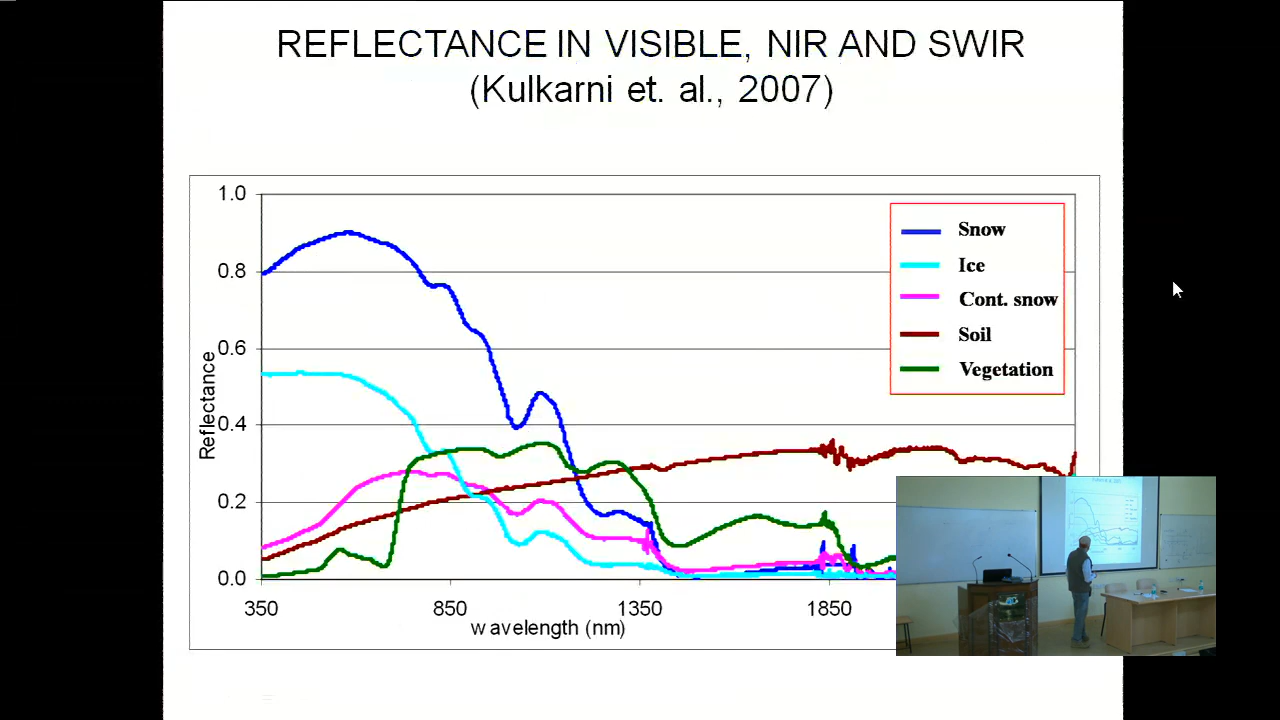 REFLECTANCE IN VISIBLE, NIR AND SWIR
(Kulkarni et. al., 2007)
1.0
0.8
0.6
0.4
0.2
0.0
Reflectance
350
850
1350
1850
wavelength (nm)
Snow
Ice
Cont. snow
Soil
Vegetation